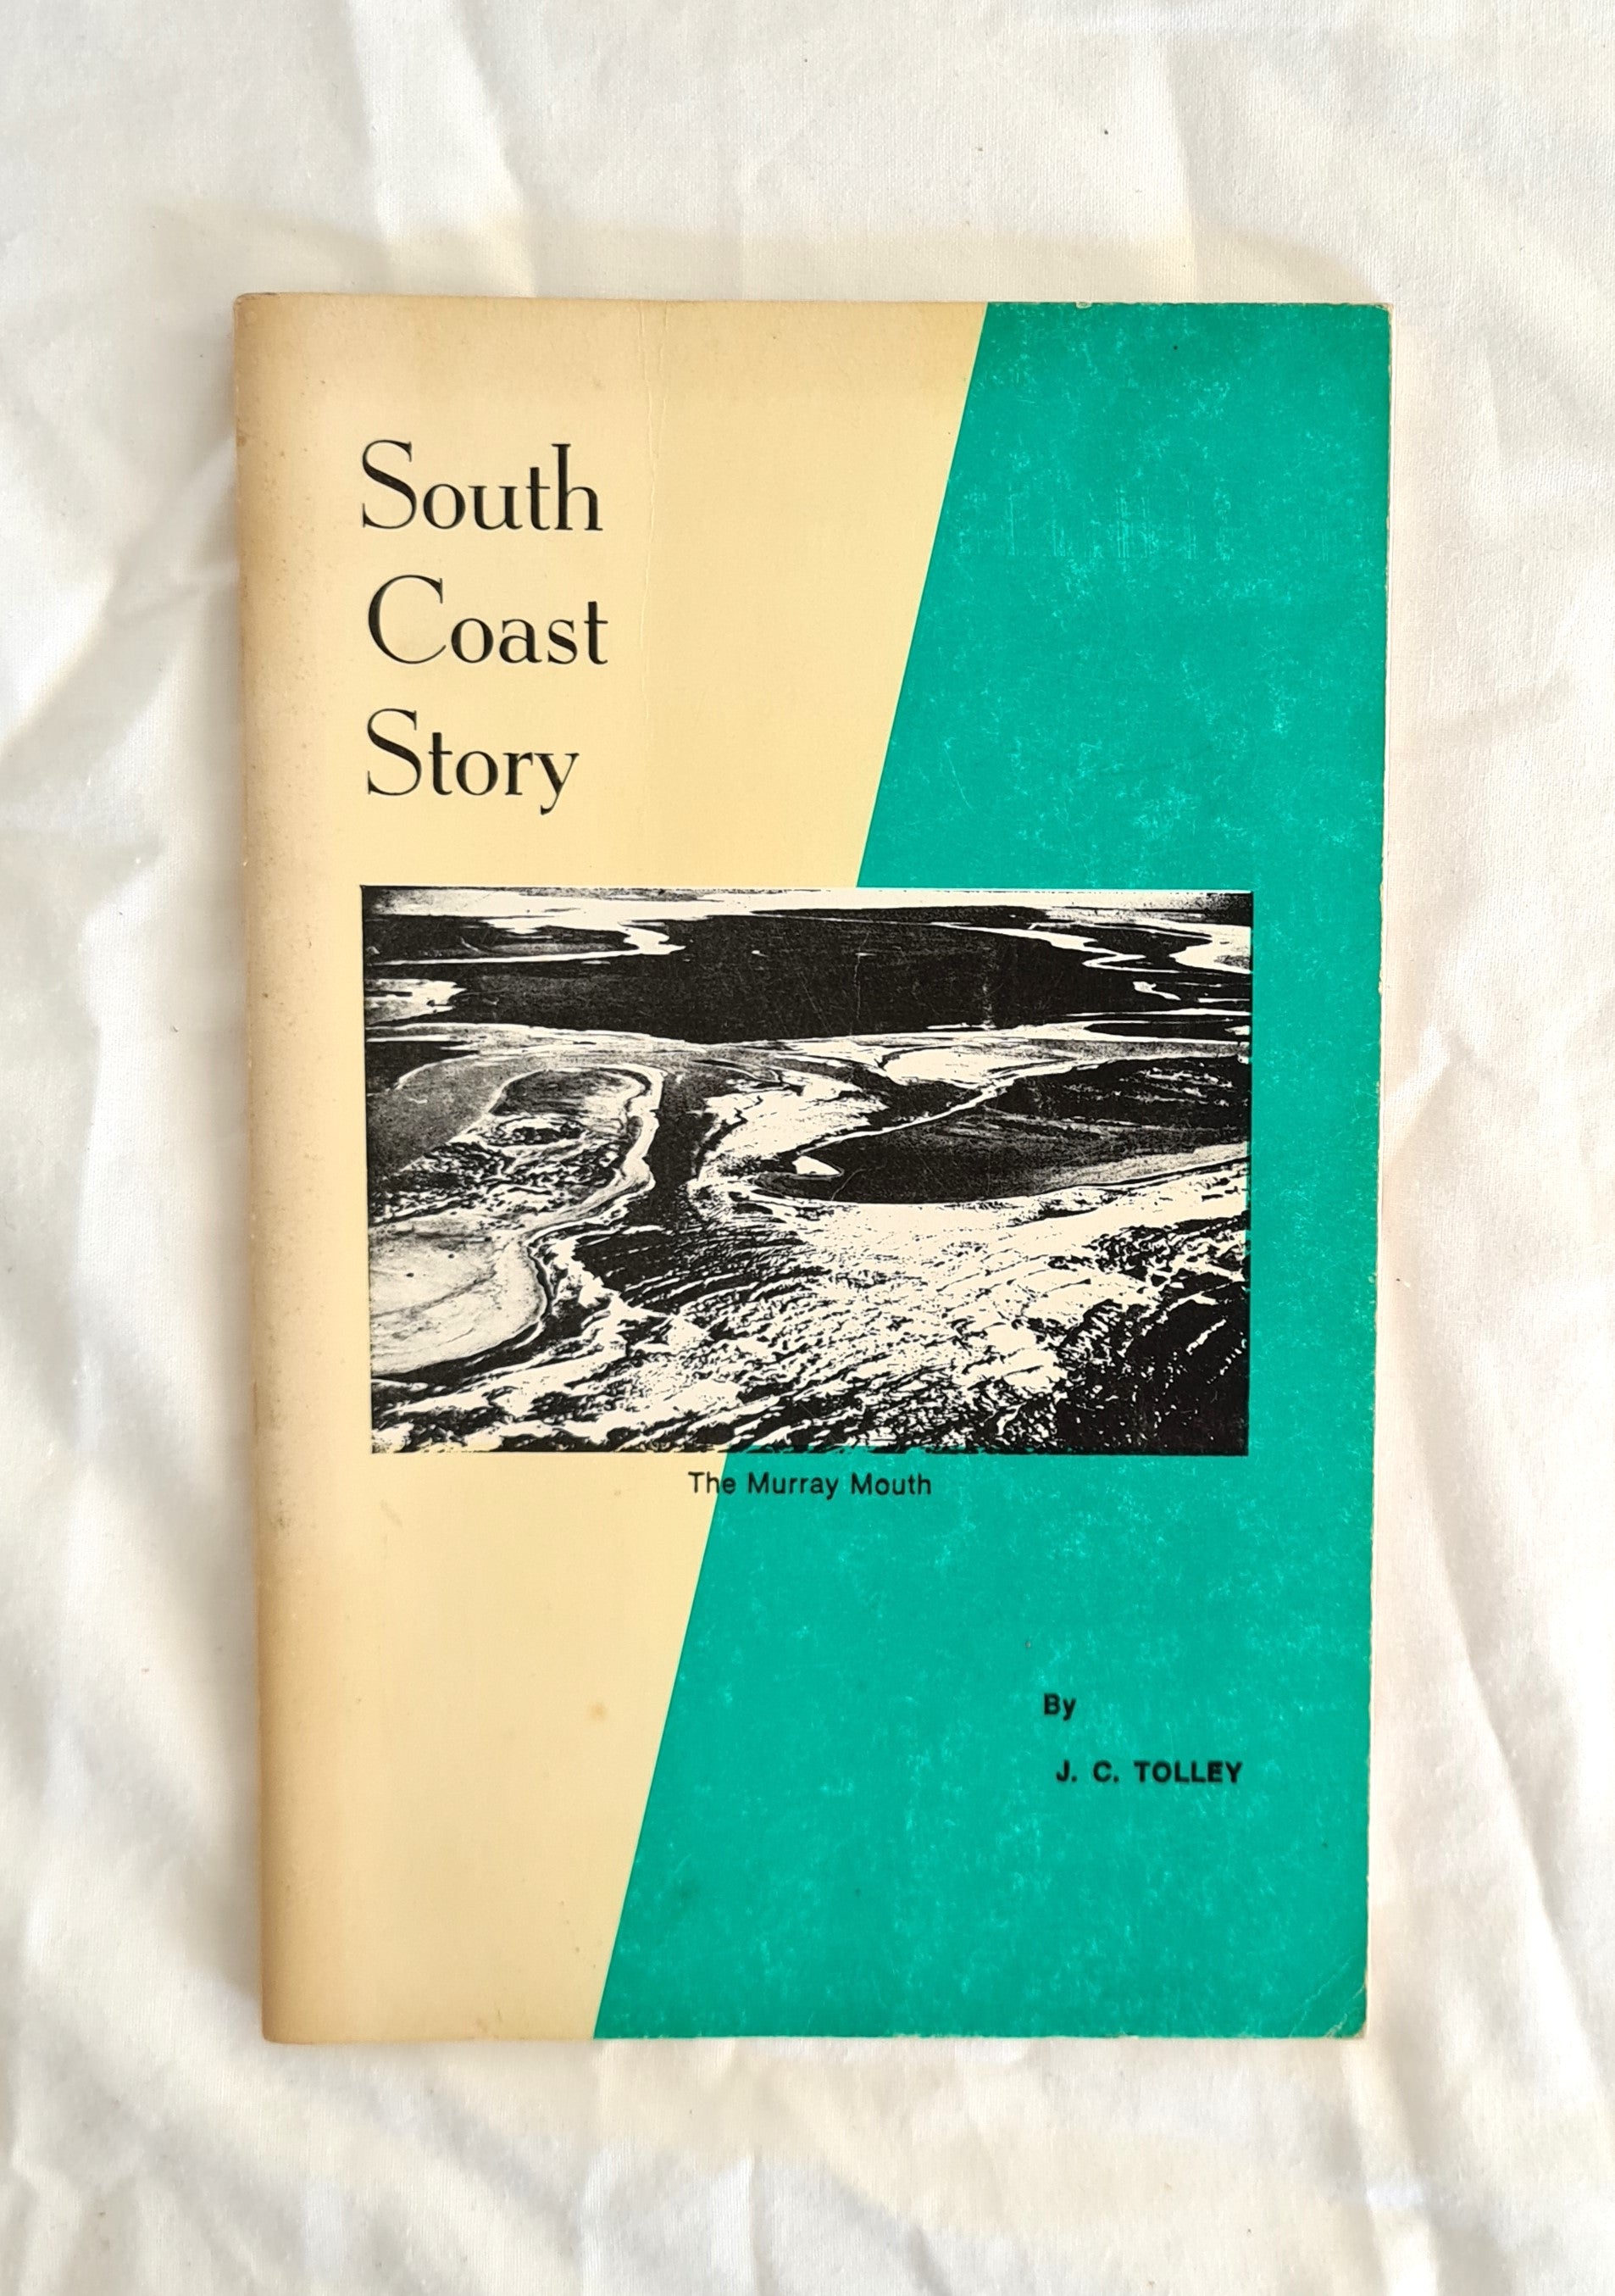 South
Coast
Story
The Murray Mouth
By
J. C. TOLLEY